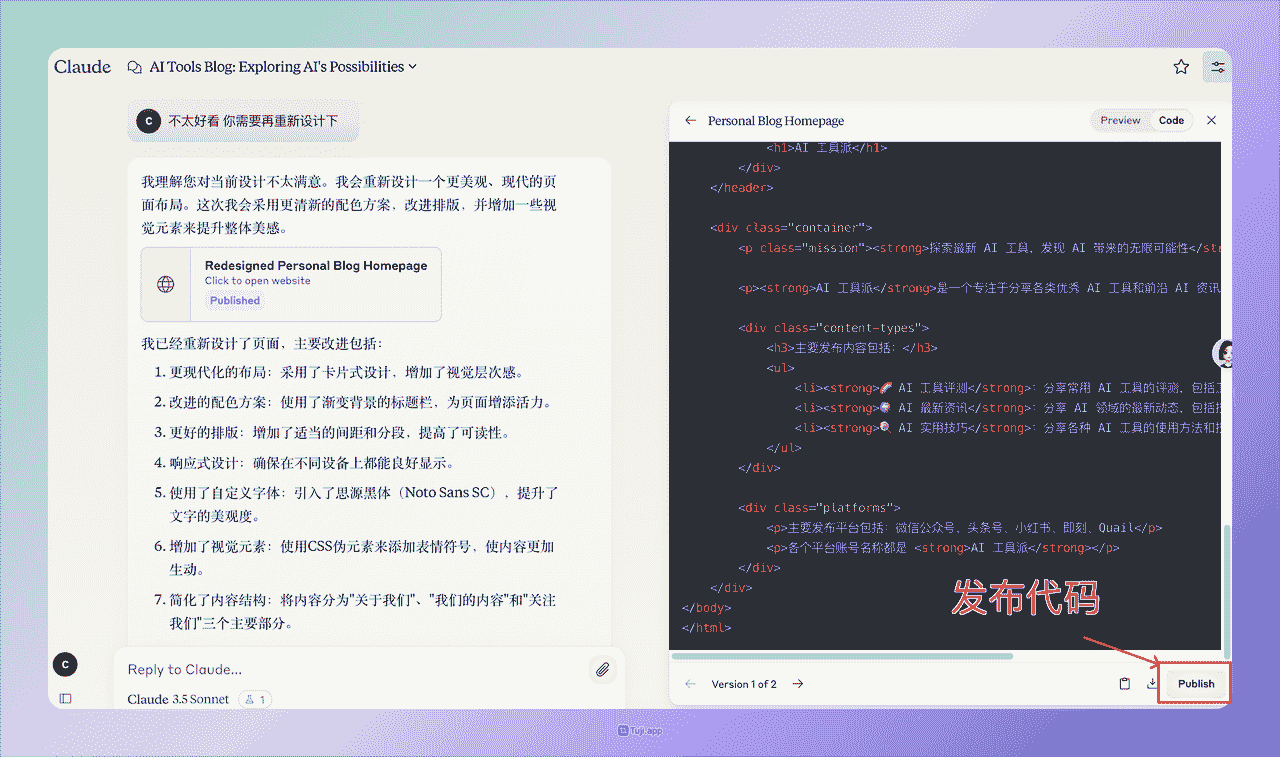 Claude
AI Tools Blog: Exploring AI's Possibilities
C
不太好看 你需要再重新设计下
我理解您对当前设计不太满意。我会重新设计一个更美观、现代的页
面布局。这次我会采用更清新的配色方案，改进排版，并增加一些视
觉元素来提升整体美感。
Redesigned Personal Blog Homepage
Click to open website
Published
我已经重新设计了页面，主要改进包括：
1. 更现代化的布局：采用了卡片式设计，增加了视觉层次感。
2. 改进的配色方案：使用了渐变背景的标题栏，为页面增添活力。
3. 更好的排版：增加了适当的间距和分段，提高了可读性。
4. 响应式设计：确保在不同设备上都能良好显示。
5. 使用了自定义字体：引入了思源黑体（Noto Sans SC），提升了
文字的美观度。
6. 增加了视觉元素：使用CSS伪元素来添加表情符号，使内容更加
生动。
7. 简化了内容结构：将内容分为"关于我们"、"我们的内容"和"关注
我们"三个主要部分。
C
Reply to Claude...
Claude 3.5 Sonnet
1
Personal Blog Homepage
Preview
Code
<h1>AI 工具派</h1>
</div>
</header>
<div class="container">
<p class="mission"><strong>探索最新 AI 工具，发现 AI 带来的无限可能性</str
<p><strong>AI 工具派</strong>是一个专注于分享各类优秀 AI 工具和前沿 AI 资讯
<div class="content-types">
<h3>主要发布内容包括：</h3>
<ul>
<li><strong>🌈 AI 工具评测</strong>：分享常用 AI 工具的评测，包括
<li><strong>🎯 AI 最新资讯</strong>：分享 AI 领域的最新动态，包括
<li><strong>🔍 AI 实用技巧</strong>：分享各种 AI 工具的使用方法和
</ul>
</div>
<div class="platforms">
<p>主要发布平台包括：微信公众号、头条号、小红书、即刻、Quail</p>
<p>各个平台账号名称都是 <strong>AI 工具派</strong></p>
</div>
</div>
</body>
</html>
发布代码
Version 1 of 2
Publish
Tuji.app